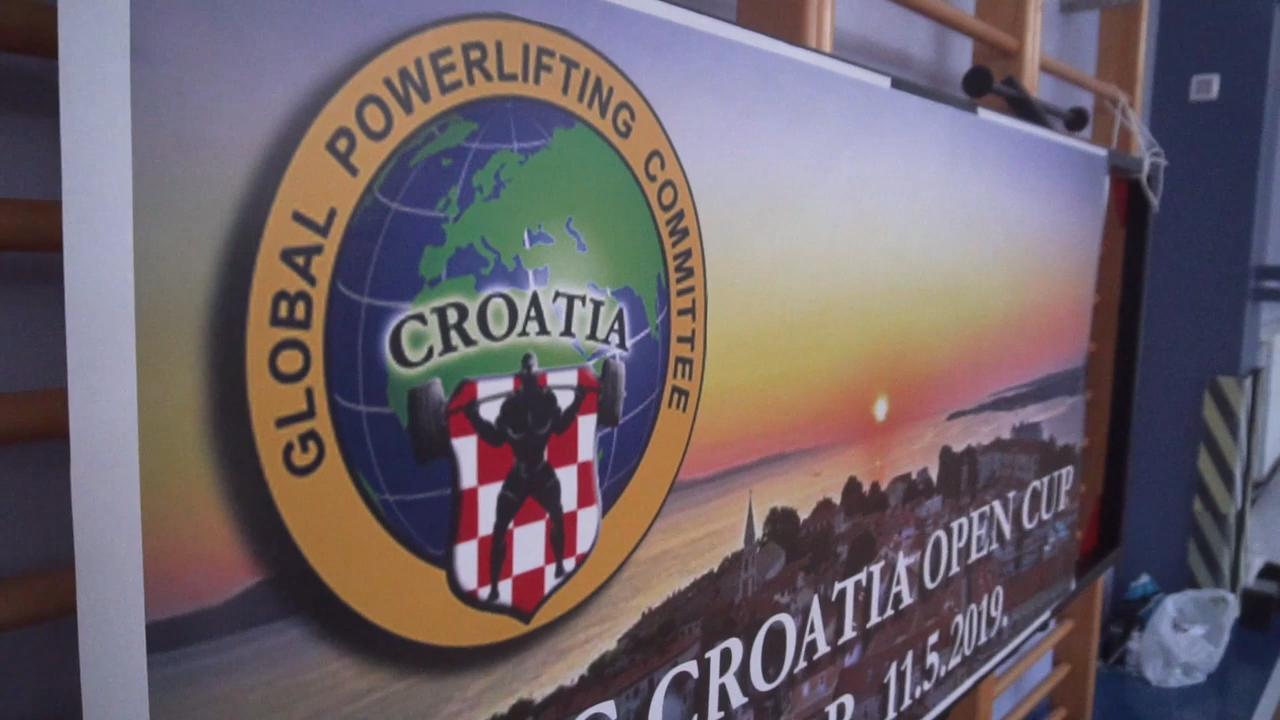 GLOBAL POWERLIFTING COMMITTEE
CROATIA
CROATIA OPEN CUP
11.5.2019.